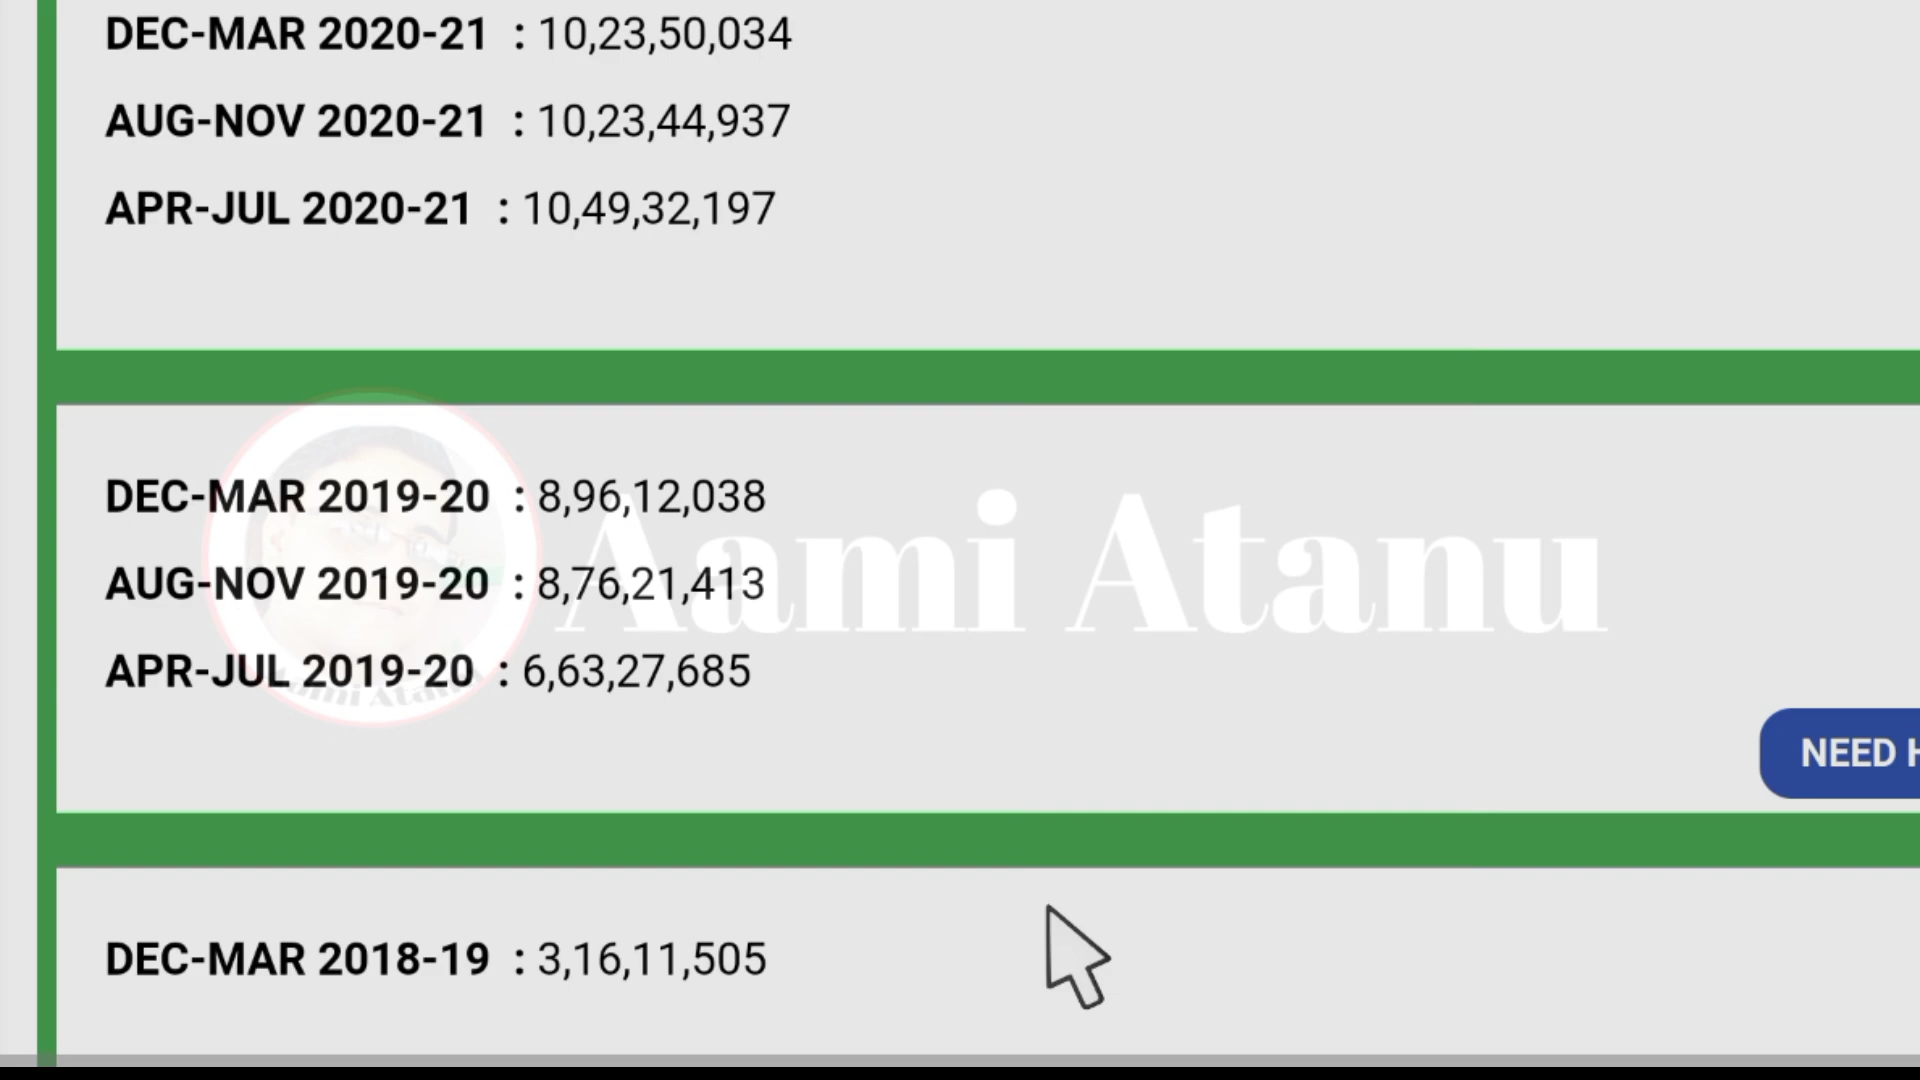 DEC-MAR 2020-21 : 10,23,50,034
AUG-NOV 2020-21 : 10,23,44,937
APR-JUL 2020-21 : 10,49,32,197
DEC-MAR 2019-20 : 8,96,12,038
AUG-NOV 2019-20 : 8,76,21,413
APR-JUL 2019-20 : 6,63,27,685
Aami Atanu
Aami Atanu
NEED H
DEC-MAR 2018-19 : 3,16,11,505